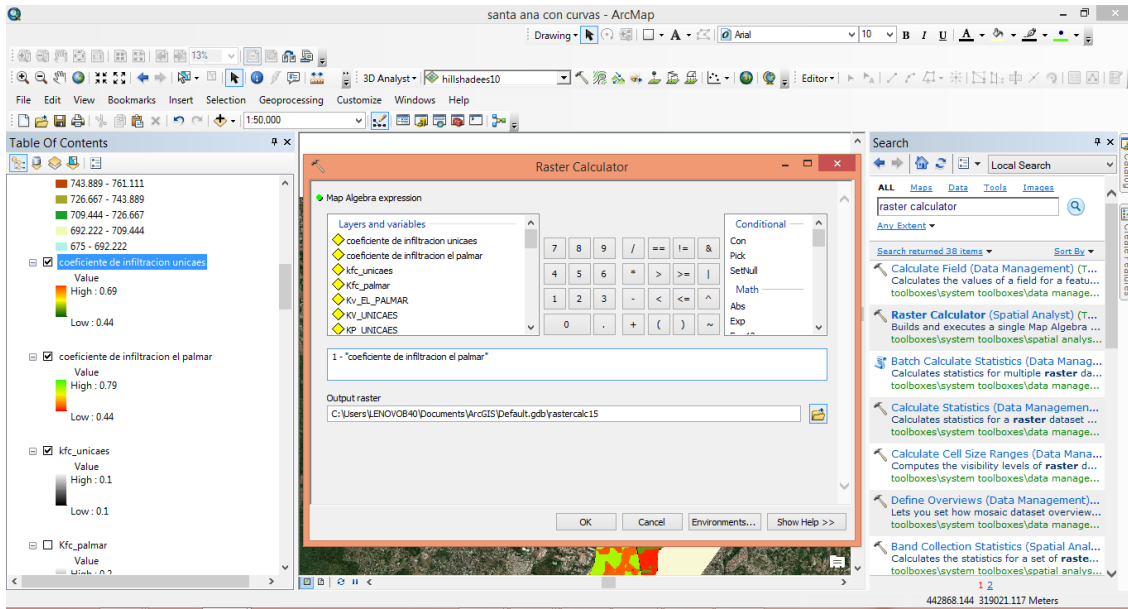 santa ana con curvas - ArcMap
Drawing
Arial
10
B I U A
13%
3D Analyst
hillshadees10
Editor
File Edit View Bookmarks Insert Selection Geoprocessing Customize Windows Help
1:50,000
Table Of Contents
743.889 - 761.111
726.667 - 743.889
709.444 - 726.667
692.222 - 709.444
675 - 692.222
coeficiente de infiltracion unicaes
Value
High : 0.69
Low : 0.44
coeficiente de infiltracion el palmar
Value
High : 0.79
Low : 0.44
kfc_unicaes
Value
High : 0.1
Low : 0.1
Kfc_palmar
Value
High : 0.2
Raster Calculator
Map Algebra expression
Layers and variables
coeficiente de infiltracion unicaes
coeficiente de infiltracion el palmar
kfc_unicaes
Kfc_palmar
Kv_EL_PALMAR
KV_UNICAES
KP_UNICAES
7 8 9 / == != &
4 5 6 * > >= |
1 2 3 - < <= ^
0 . + ( ) ~
Conditional
Con
Pick
SetNull
Math
Abs
Exp
Exp10
1 - "coeficiente de infiltracion el palmar"
Output raster
C:\Users\LENOVOB40\Documents\ArcGIS\Default.gdb\rastercalc15
OK
Cancel
Environments...
Show Help >>
Search
Local Search
ALL Maps Data Tools Images
raster calculator
Any Extent
Search returned 38 items
Sort By
Calculate Field (Data Management) (T...
Calculates the values of a field for a featu...
toolboxes\system toolboxes\data manage...
Raster Calculator (Spatial Analyst) (T...
Builds and executes a single Map Algebra ...
toolboxes\system toolboxes\spatial analys...
Batch Calculate Statistics (Data Manag...
Calculates statistics for multiple raster da...
toolboxes\system toolboxes\data manage...
Calculate Statistics (Data Managemen...
Calculates statistics for a raster dataset ...
toolboxes\system toolboxes\data manage...
Calculate Cell Size Ranges (Data Mana...
Computes the visibility levels of raster d...
toolboxes\system toolboxes\data manage...
Define Overviews (Data Management)...
Lets you set how mosaic dataset overview...
toolboxes\system toolboxes\data manage...
Band Collection Statistics (Spatial Anal...
Calculates the statistics for a set of raste...
toolboxes\system toolboxes\spatial analys...
1 2
Catalog
Create Features
442868.144 319021.117 Meters